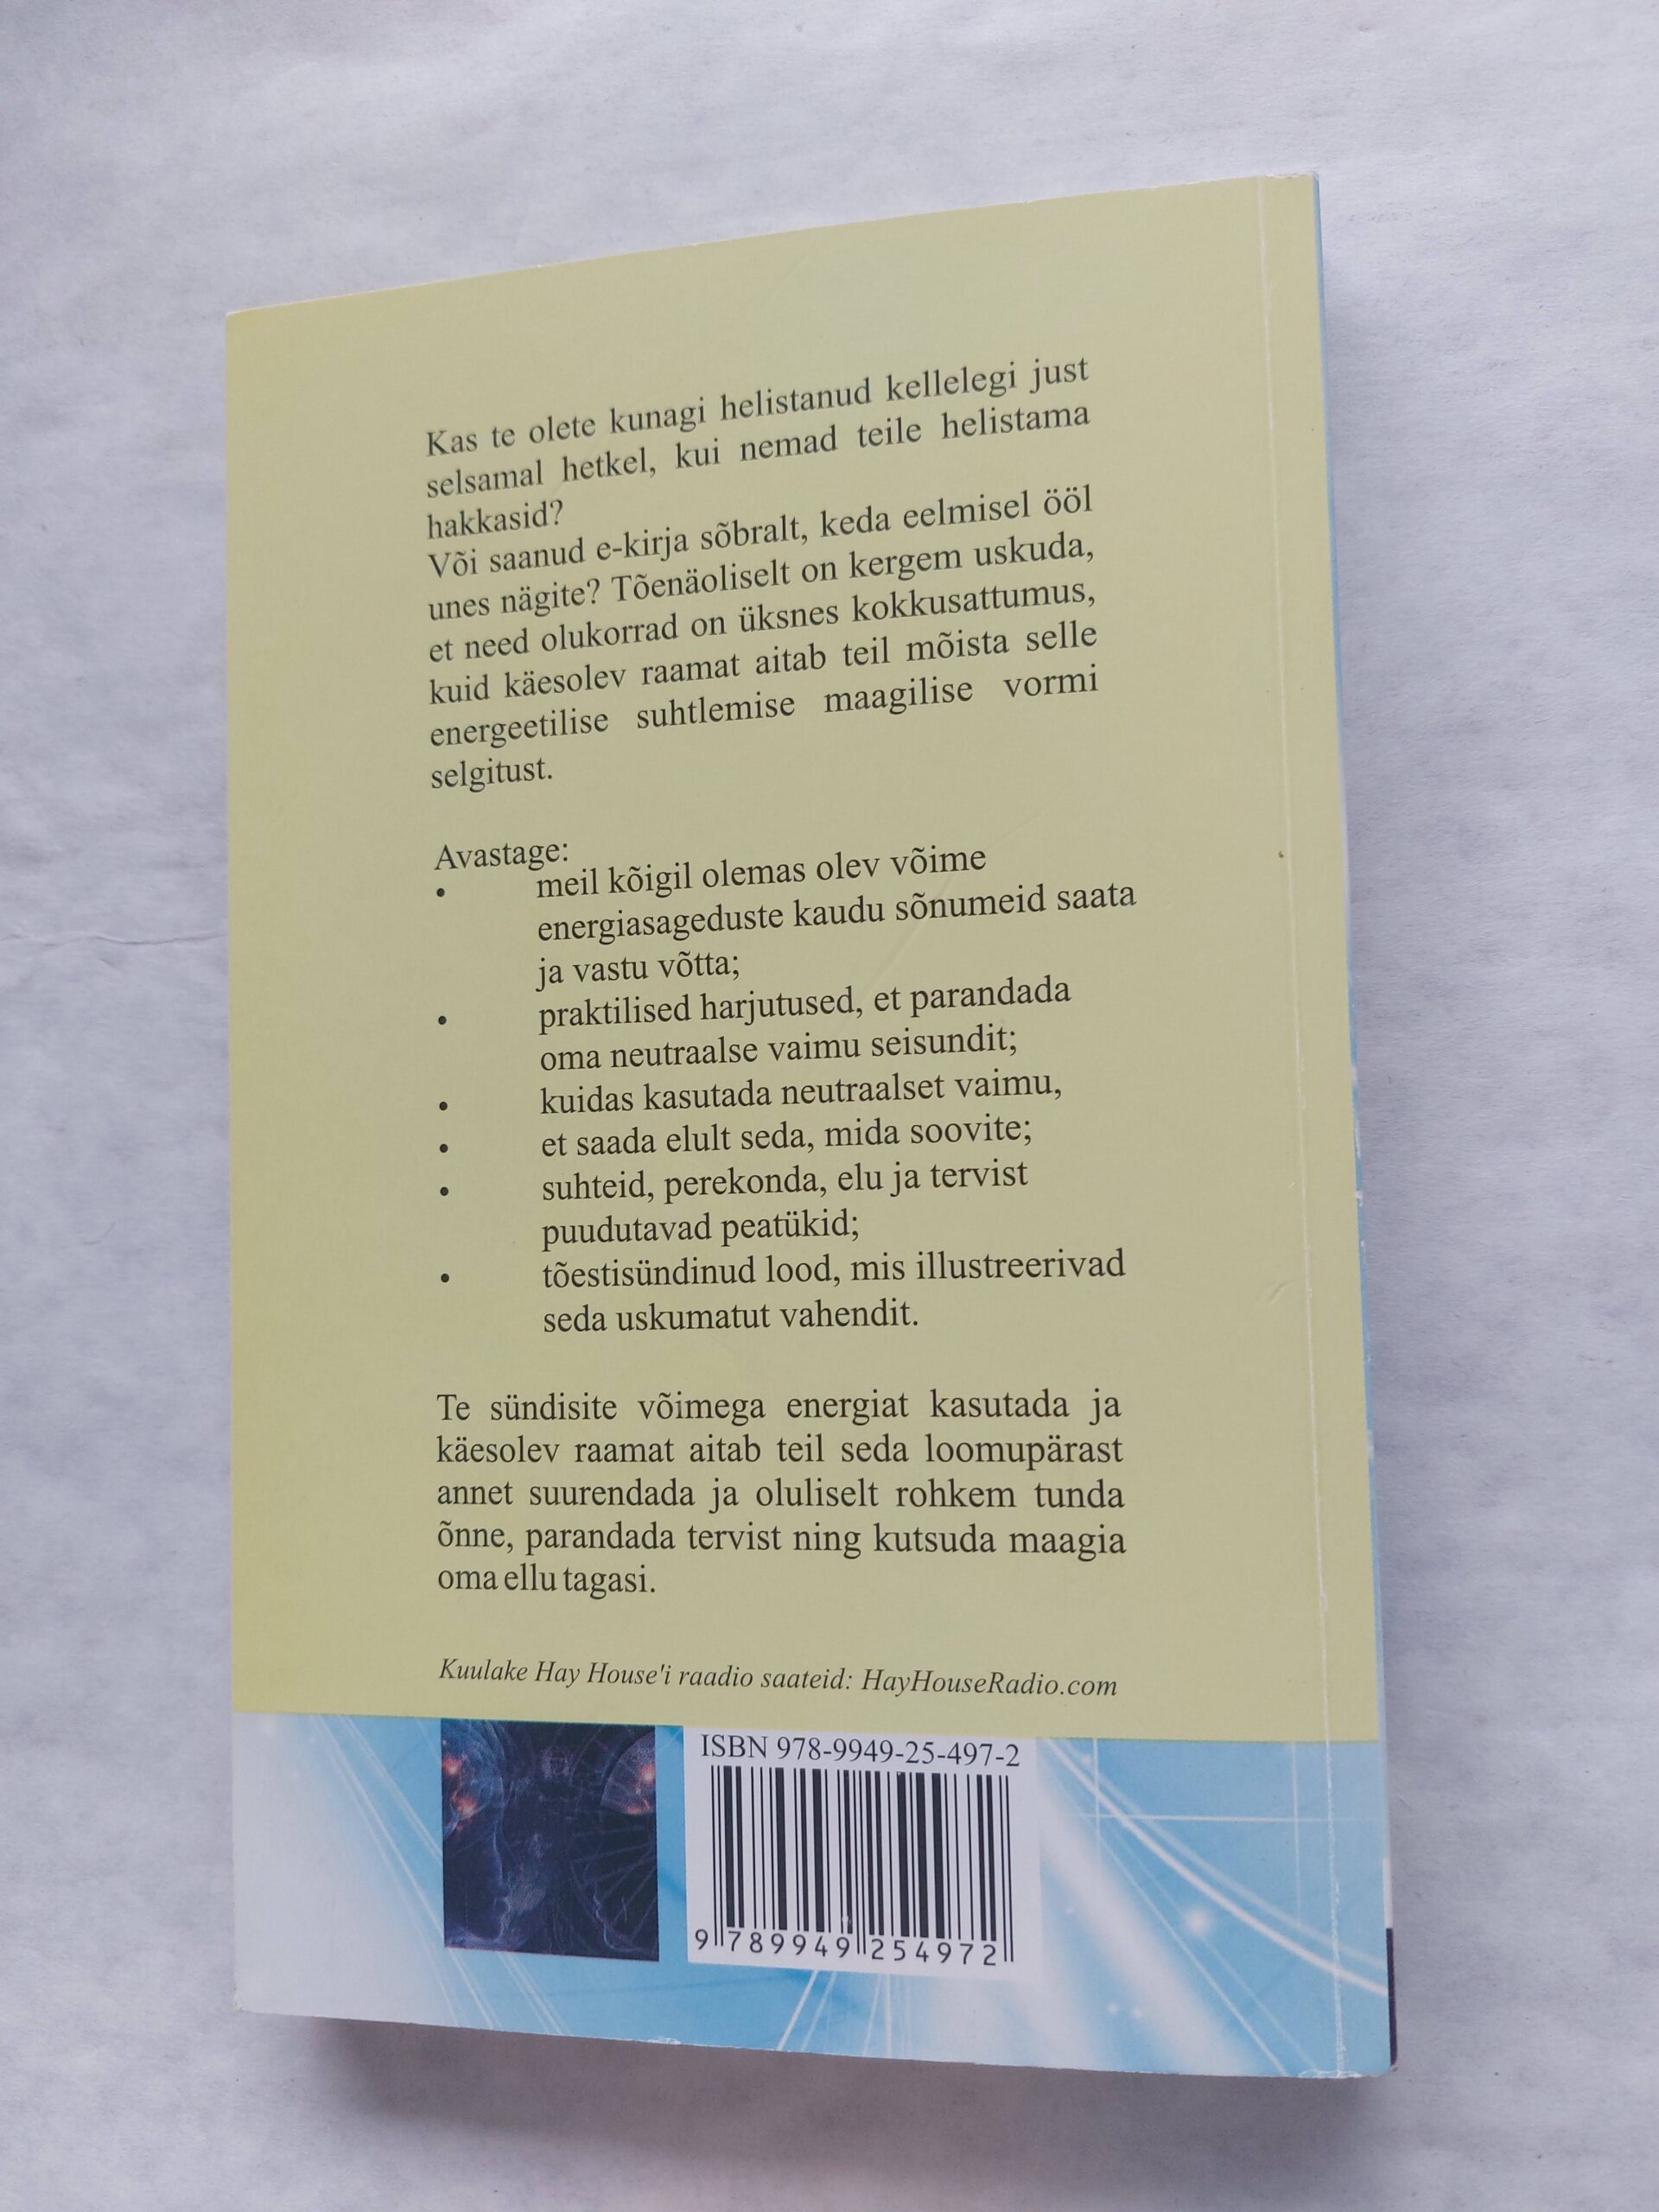 Kas te olete kunagi helistanud kellelegi just
selsamal hetkel, kui nemad teile helistama
hakkasid?
Või saanud e-kirja sõbralt, keda eelmisel ööl
unes nägite? Tõenäoliselt on kergem uskuda,
et need olukorrad on üksnes kokkusattumus,
kuid käesolev raamat aitab teil mõista selle
energeetilise suhtlemise maagilise vormi
selgitust.
Avastage:
• meil kõigil olemas olev võime
energiasageduste kaudu sõnumeid saata
ja vastu võtta;
• praktilised harjutused, et parandada
oma neutraalse vaimu seisundit;
• kuidas kasutada neutraalset vaimu,
• et saada elult seda, mida soovite;
• suhteid, perekonda, elu ja tervist
puudutavad peatükid;
• tõestisündinud lood, mis illustreerivad
seda uskumatut vahendit.
Te sündisite võimega energiat kasutada ja
käesolev raamat aitab teil seda loomupärast
annet suurendada ja oluliselt rohkem tunda
õnne, parandada tervist ning kutsuda maagia
oma ellu tagasi.
Kuulake Hay House'i raadio saateid: HayHouseRadio.com
ISBN 978-9949-25-497-2
9 789949 254972